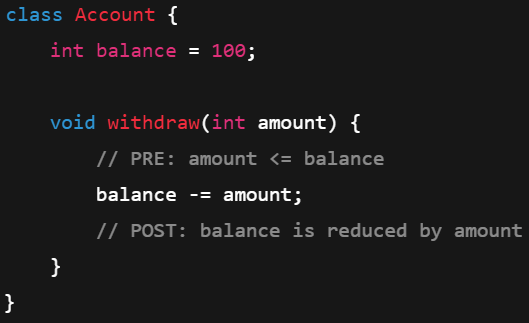 class Account {
int balance = 100;
void withdraw(int amount) {
// PRE: amount <= balance
balance -= amount;
// POST: balance is reduced by amount
}
}